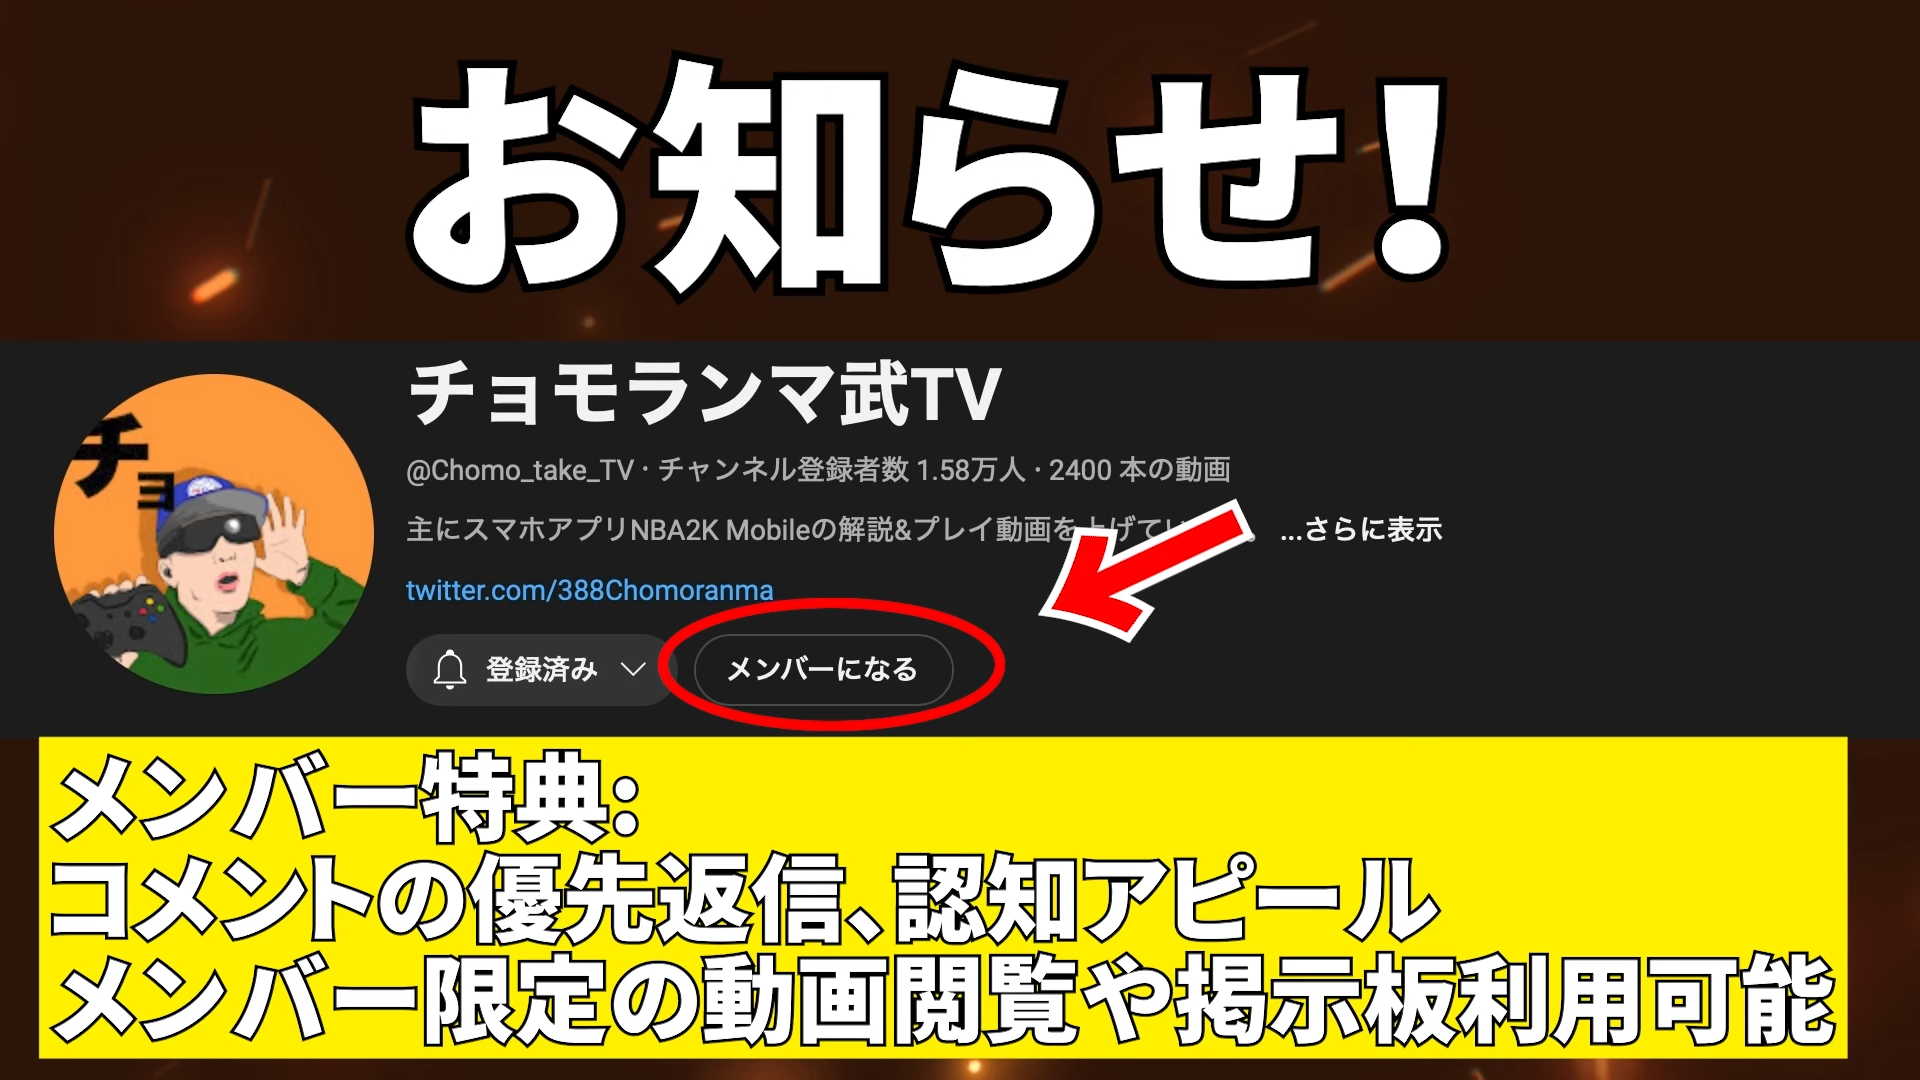 お知らせ！
チョモランマ武TV
@Chomo_take_TV · チャンネル登録者数 1.58万人 · 2400 本の動画
主にスマホアプリNBA2K Mobileの解説&プレイ動画を上げてい 。 ...さらに表示
twitter.com/388Chomoranma
登録済み
メンバーになる
チョ
メンバー特典:
コメントの優先返信、認知アピール
メンバー限定の動画閲覧や掲示板利用可能